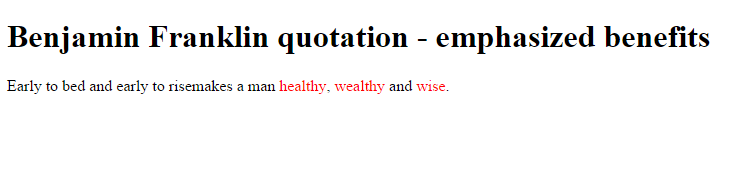 Benjamin Franklin quotation - emphasized benefits
Early to bed and early to risemakes a man healthy, wealthy and wise.